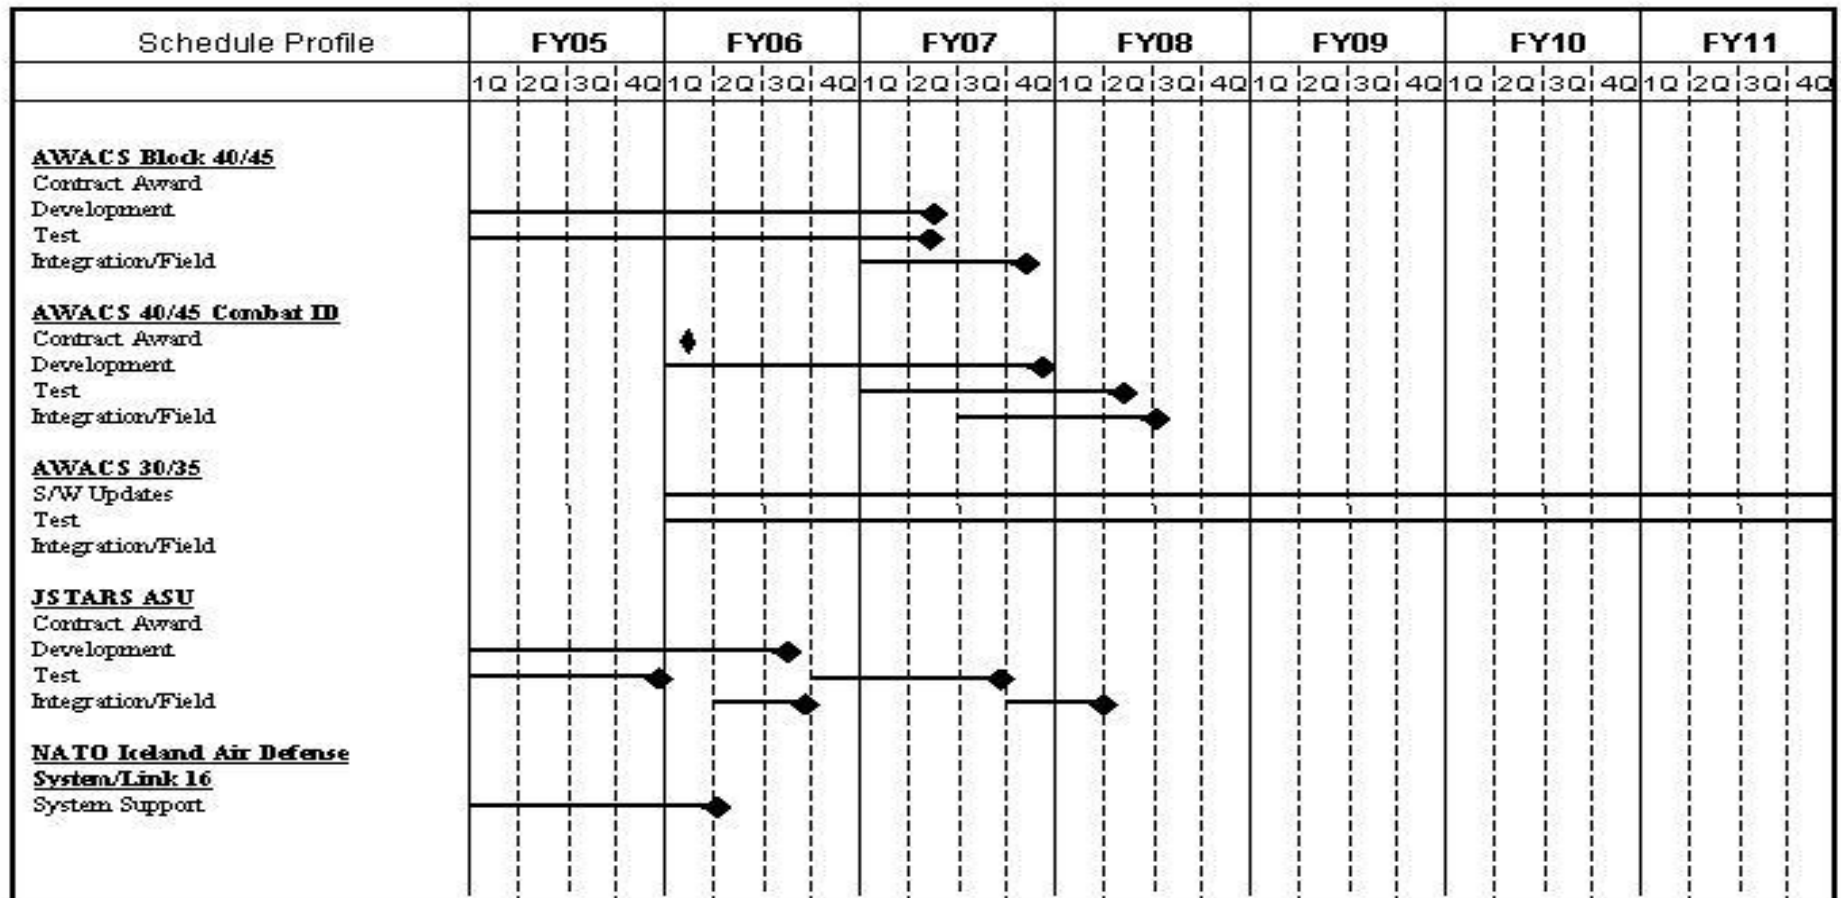 Schedule Profile FY05 FY06 FY07 FY08 FY09 FY10 FY11
1Q 2Q 3Q 4Q 1Q 2Q 3Q 4Q 1Q 2Q 3Q 4Q 1Q 2Q 3Q 4Q 1Q 2Q 3Q 4Q 1Q 2Q 3Q 4Q 1Q 2Q 3Q 4Q
AWACS Block 40/45
Contract Award
Development
Test
Integration/Field
AWACS 40/45 Combat ID
Contract Award
Development
Test
Integration/Field
AWACS 30/35
S/W Updates
Test
Integration/Field
JSTARS ASU
Contract Award
Development
Test
Integration/Field
NATO Iceland Air Defense
System/Link 16
System Support